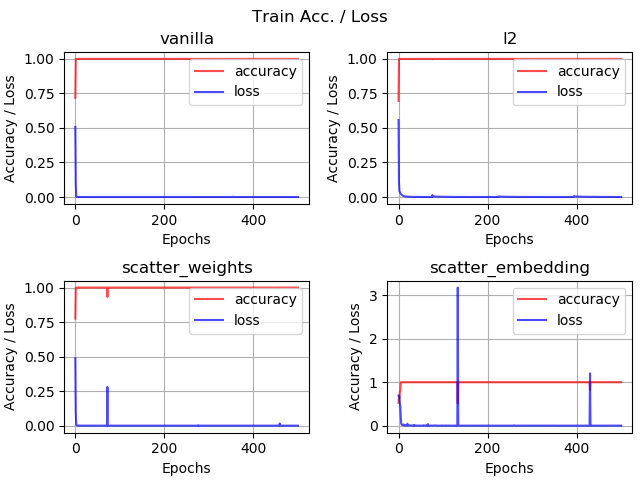 Train Acc. / Loss
vanilla
1.00
0.75
0.50
0.25
0.00
Accuracy / Loss
accuracy
loss
0
200
400
Epochs
l2
1.00
0.75
0.50
0.25
0.00
Accuracy / Loss
accuracy
loss
0
200
400
Epochs
scatter_weights
1.00
0.75
0.50
0.25
0.00
Accuracy / Loss
accuracy
loss
0
200
400
Epochs
scatter_embedding
3
2
1
0
Accuracy / Loss
accuracy
loss
0
200
400
Epochs